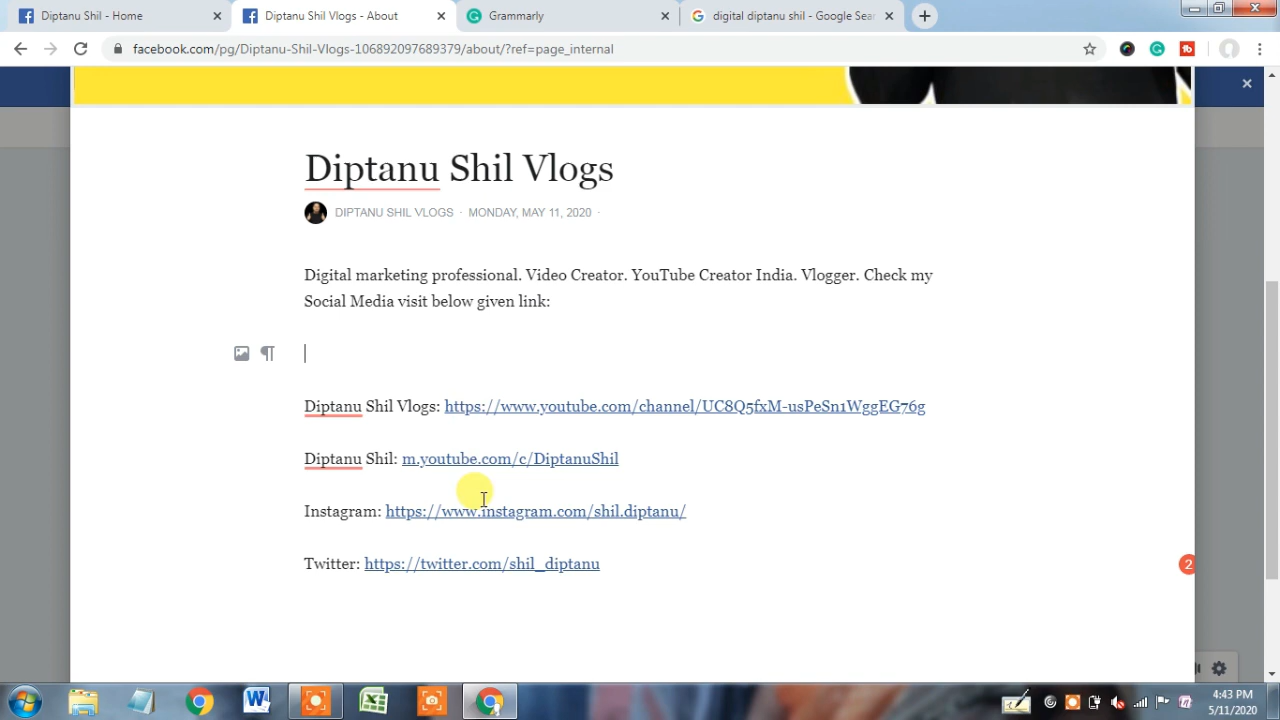 Diptanu Shil - Home
Diptanu Shil Vlogs - About
Grammarly
digital diptanu shil - Google Sear
facebook.com/pg/Diptanu-Shil-Vlogs-106892097689379/about/?ref=page_internal
Diptanu Shil Vlogs
DIPTANU SHIL VLOGS · MONDAY, MAY 11, 2020 ·
Digital marketing professional. Video Creator. YouTube Creator India. Vlogger. Check my
Social Media visit below given link:
Diptanu Shil Vlogs: https://www.youtube.com/channel/UC8Q5fxM-usPeSn1WggEG76g
Diptanu Shil: m.youtube.com/c/DiptanuShil
Instagram: https://www.instagram.com/shil.diptanu/
Twitter: https://twitter.com/shil_diptanu
2
4:43 PM
5/11/2020